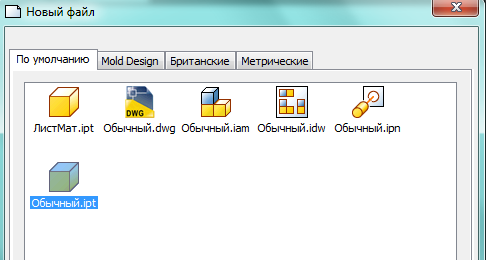 Новый файл
По умолчанию Mold Design Британские Метрические
DWG
ЛистМат.ipt Обычный.dwg Обычный.iam Обычный.idw Обычный.ipn
Обычный.ipt